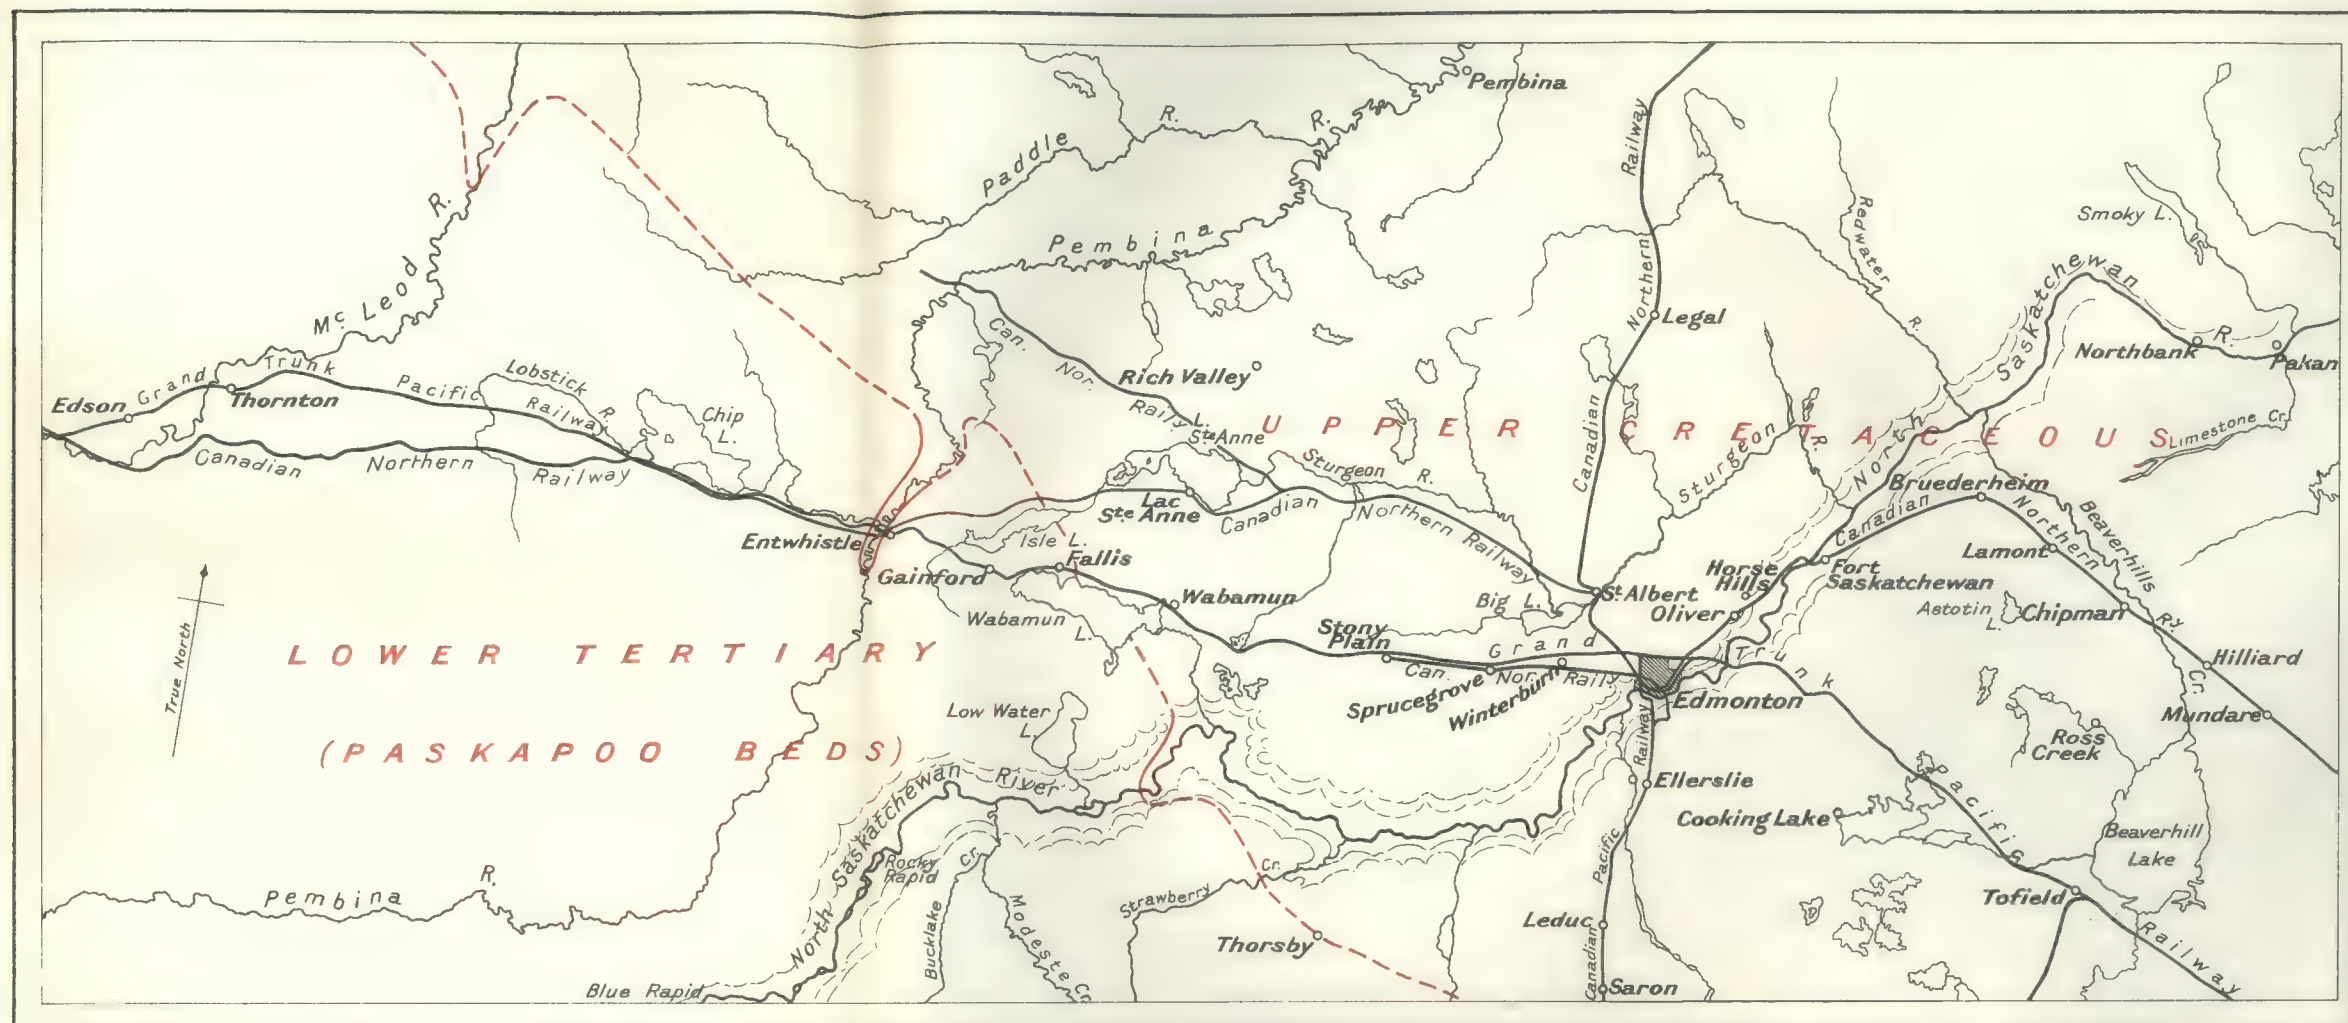 Pembina
Paddle R.
R.
Railway
Redwater R.
Smoky L.
Mc Leod R.
Pembina
Northern
Saskatchewan R.
Legal
Northbank
Pakan
Edson
Grand Trunk Pacific Railway
Thornton
Lobstick R.
Chip L.
Can. Nor. Raily
Rich Valley
L. Ste Anne
UPPER CRETACEOUS
Limestone Cr.
Canadian Northern Railway
Lac Ste Anne
Sturgeon R.
Canadian Northern Railway
Canadian
Sturgeon R.
North
Bruederheim
Canadian Northern Ry.
Beaverhills Cr.
Entwhistle
Isle L.
Fallis
Gainford
Wabamun
Wabamun L.
Lamont
Horse Hills
Fort Saskatchewan
St. Albert
Oliver
Big L.
Astotin L.
Chipman
Stony Plain
Grand Trunk Pacific Railway
Can. Nor. Raily
Sprucegrove
Winterburn
Edmonton
Hilliard
Mundare
True North
LOWER TERTIARY
(PASKAPOO BEDS)
Low Water L.
Ross Creek
North Saskatchewan River
Ellerslie
Cooking Lake
Beaverhill Lake
Rocky Rapid
Pembina R.
Bucklake Cr.
Modeste Cr.
Strawberry Cr.
Thorsby
Canadian Pacific Railway
Leduc
Tofield
Blue Rapid
Saron